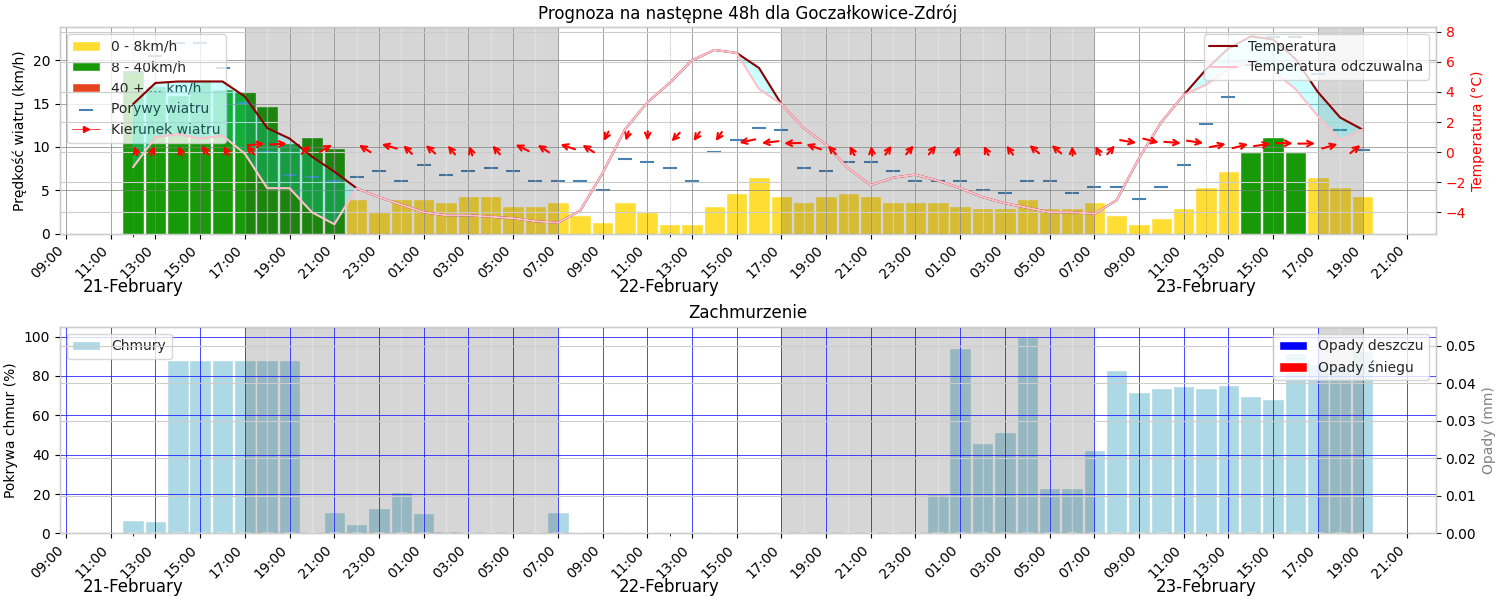 Prognoza na następne 48h dla Goczałkowice-Zdrój
Prędkość wiatru (km/h)
20
15
10
5
0
0 - 8km/h
8 - 40km/h
40 + ... km/h
Porywy wiatru
Kierunek wiatru
Temperatura
Temperatura odczuwalna
8
6
4
2
0
−2
−4
Temperatura (°C)
09:00 11:00 13:00 15:00 17:00 19:00 21:00 23:00 01:00 03:00 05:00 07:00 09:00 11:00 13:00 15:00 17:00 19:00 21:00 23:00 01:00 03:00 05:00 07:00 09:00 11:00 13:00 15:00 17:00 19:00 21:00
21-February 22-February 23-February
Zachmurzenie
Pokrywa chmur (%)
100
80
60
40
20
0
Chmury
Opady deszczu
Opady śniegu
0.05
0.04
0.03
0.02
0.01
0.00
Opady (mm)
09:00 11:00 13:00 15:00 17:00 19:00 21:00 23:00 01:00 03:00 05:00 07:00 09:00 11:00 13:00 15:00 17:00 19:00 21:00 23:00 01:00 03:00 05:00 07:00 09:00 11:00 13:00 15:00 17:00 19:00 21:00
21-February 22-February 23-February